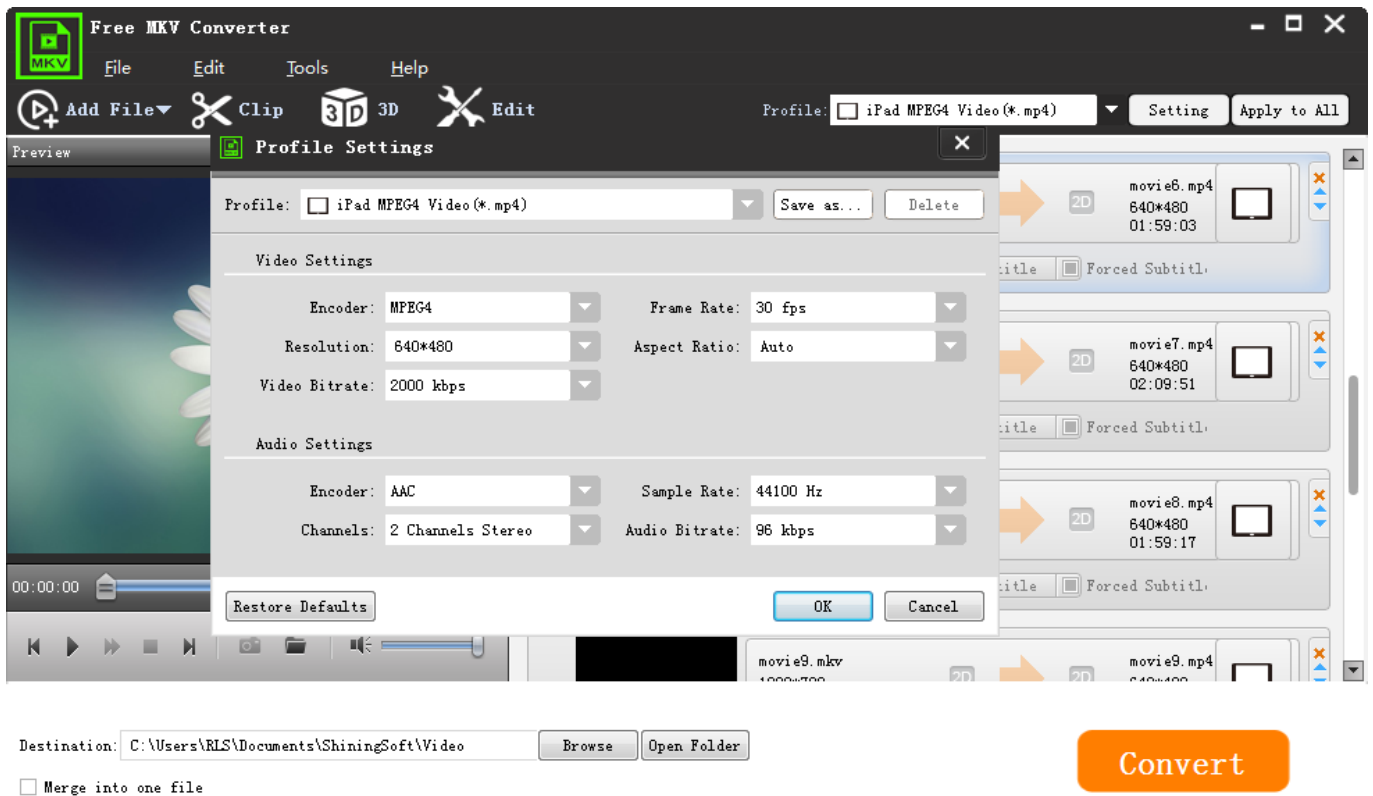 Free MKV Converter
MKV
File Edit Tools Help
Add File Clip 3D 3D Edit Profile: iPad MPEG4 Video(*.mp4) Setting Apply to All
Preview
Profile Settings
Profile: iPad MPEG4 Video(*.mp4) Save as... Delete
Video Settings
Encoder: MPEG4 Frame Rate: 30 fps
Resolution: 640*480 Aspect Ratio: Auto
Video Bitrate: 2000 kbps
Audio Settings
Encoder: AAC Sample Rate: 44100 Hz
Channels: 2 Channels Stereo Audio Bitrate: 96 kbps
Restore Defaults OK Cancel
2D movie6.mp4
640*480
01:59:03
Forced Subtitl
2D movie7.mp4
640*480
02:09:51
Forced Subtitl
2D movie8.mp4
640*480
01:59:17
Forced Subtitl
00:00:00
movie9.mkv 2D 2D movie9.mp4
Destination: C:\Users\RLS\Documents\ShiningSoft\Video Browse Open Folder
Convert
Merge into one file